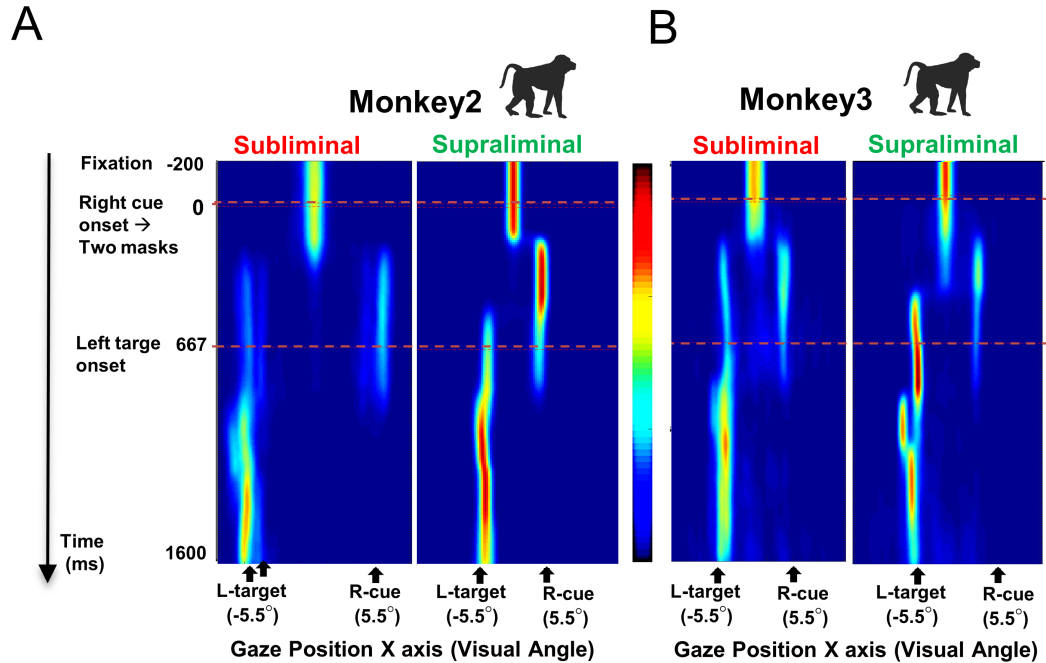 A
B
Monkey2
Monkey3
Subliminal
Supraliminal
Subliminal
Supraliminal
Fixation
-200
Right cue
onset →
Two masks
0
Left targe
onset
667
Time
(ms)
1600
L-target
(-5.5°)
R-cue
(5.5°)
L-target
(-5.5°)
R-cue
(5.5°)
L-target
(-5.5°)
R-cue
(5.5°)
L-target
(-5.5°)
R-cue
(5.5°)
Gaze Position X axis (Visual Angle)
Gaze Position X axis (Visual Angle)